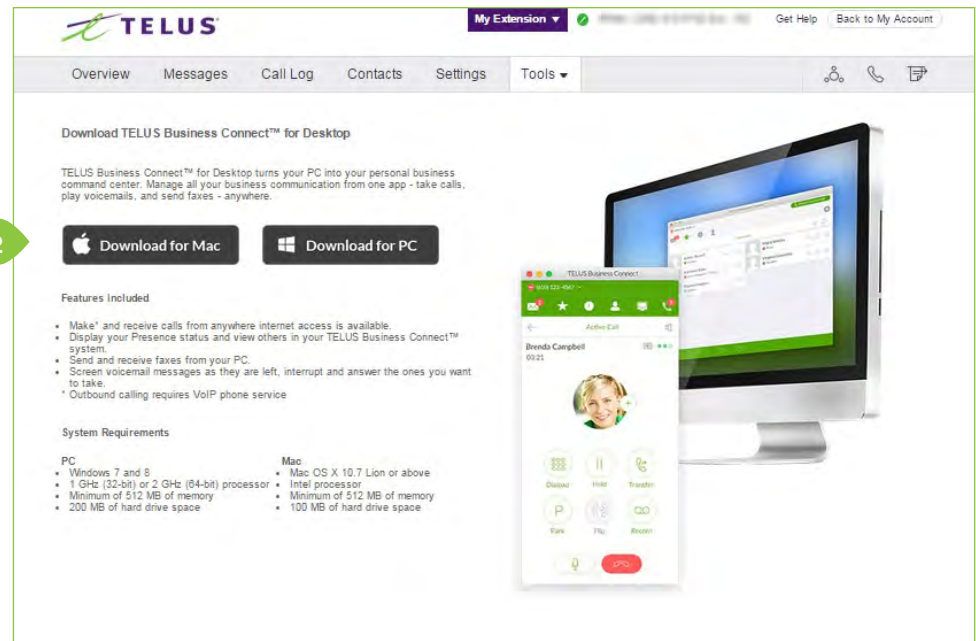 TELUS
My Extension
Get Help
Back to My Account
Overview
Messages
Call Log
Contacts
Settings
Tools
Download TELUS Business Connect™ for Desktop
TELUS Business Connect™ for Desktop turns your PC into your personal business
command center. Manage all your business communication from one app - take calls,
play voicemails, and send faxes - anywhere.
2
Download for Mac
Download for PC
Features Included
Make* and receive calls from anywhere internet access is available.
Display your Presence status and view others in your TELUS Business Connect™
system.
Send and receive faxes from your PC.
Screen voicemail messages as they are left, interrupt and answer the ones you want
to take.
* Outbound calling requires VoIP phone service
System Requirements
PC
Windows 7 and 8
1 GHz (32-bit) or 2 GHz (64-bit) processor
Minimum of 512 MB of memory
200 MB of hard drive space
Mac
Mac OS X 10.7 Lion or above
Intel processor
Minimum of 512 MB of memory
100 MB of hard drive space
TELUS Business Connect
Active Call
Brenda Campbell
03:21
Dialpad
Hold
Transfer
P
Park
Flip
Record